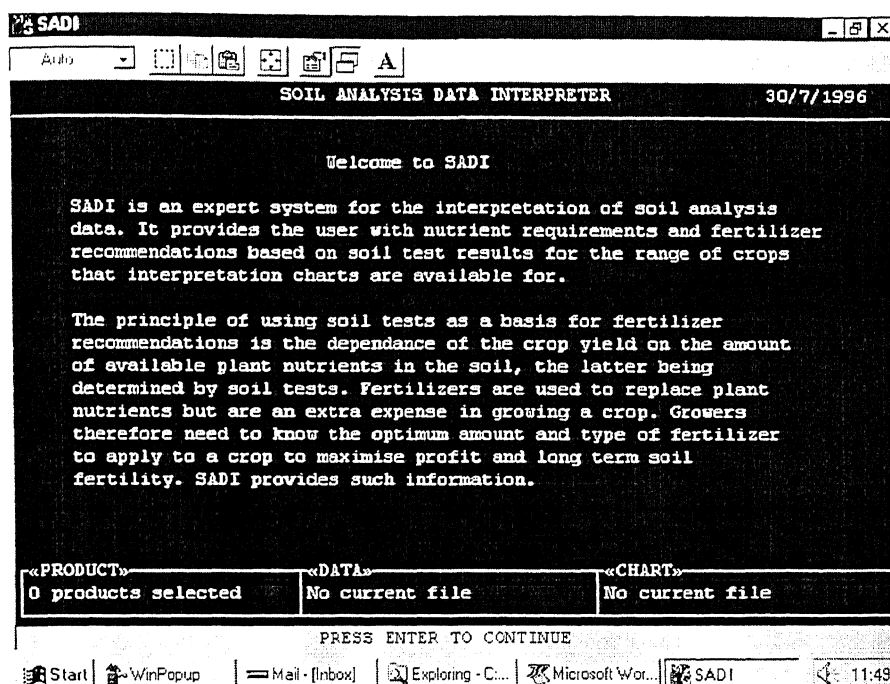 SADI
Auto
A
SOIL ANALYSIS DATA INTERPRETER 30/7/1996
Welcome to SADI
SADI is an expert system for the interpretation of soil analysis
data. It provides the user with nutrient requirements and fertilizer
recommendations based on soil test results for the range of crops
that interpretation charts are available for.
The principle of using soil tests as a basis for fertilizer
recommendations is the dependance of the crop yield on the amount
of available plant nutrients in the soil, the latter being
determined by soil tests. Fertilizers are used to replace plant
nutrients but are an extra expense in growing a crop. Growers
therefore need to know the optimum amount and type of fertilizer
to apply to a crop to maximise profit and long term soil
fertility. SADI provides such information.
«PRODUCT» «DATA» «CHART»
0 products selected No current file No current file
PRESS ENTER TO CONTINUE
Start WinPopup Mail - [Inbox] Exploring - C:... Microsoft Wor... SADI 11:48